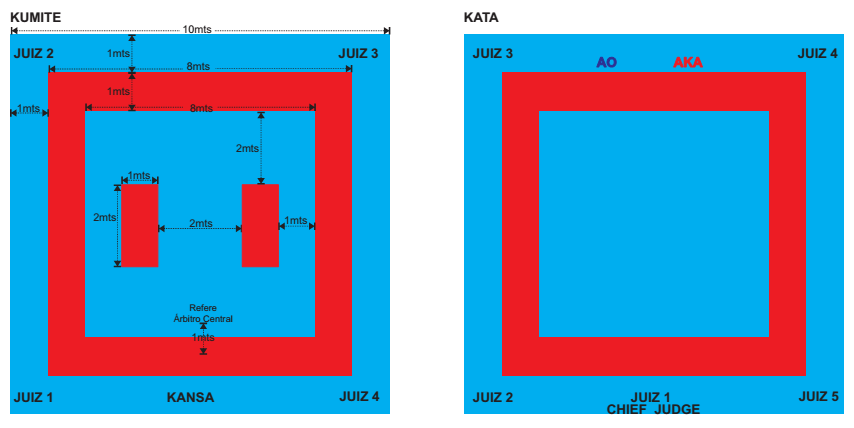 KUMITE
10mts
JUIZ 2
1mts
JUIZ 3
8mts
1mts
1mts
8mts
2mts
1mts
2mts
2mts
1mts
Refere
Árbitro Central
1mts
JUIZ 1
KANSA
JUIZ 4
KATA
JUIZ 3
JUIZ 4
AO
AKA
JUIZ 2
JUIZ 1
JUIZ 5
CHIEF JUDGE